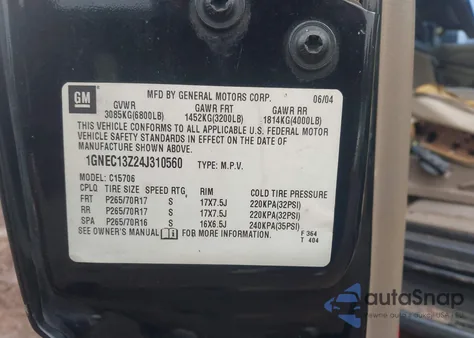 GM
MFD BY GENERAL MOTORS CORP. 06/04
GVWR GAWR FRT GAWR RR
3085KG(6800LB) 1452KG(3200LB) 1814KG(4000LB)
THIS VEHICLE CONFORMS TO ALL APPLICABLE U.S. FEDERAL MOTOR
VEHICLE SAFETY STANDARDS IN EFFECT ON THE DATE OF
MANUFACTURE SHOWN ABOVE.
1GNEC13Z24J310560 TYPE: M.P.V.
MODEL: C15706
CPLQ TIRE SIZE SPEED RTG RIM COLD TIRE PRESSURE
FRT P265/70R17 S 17X7.5J 220KPA(32PSI)
RR P265/70R17 S 17X7.5J 220KPA(32PSI)
SPA P265/70R16 S 16X6.5J 240KPA(35PSI)
SEE OWNER'S MANUAL FOR MORE INFORMATION.
F 364
T 404
autoSnap